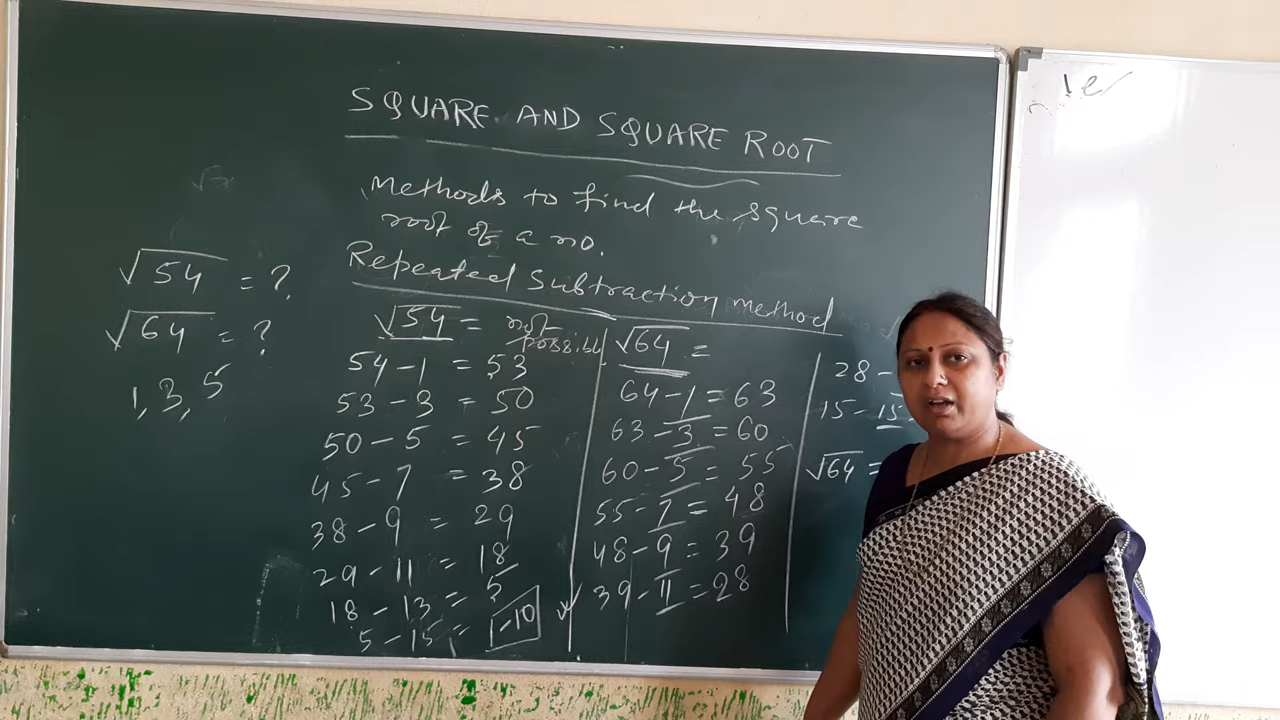 SQUARE AND SQUARE ROOT
Methods to find the square
root of a no.
Repeated Subtraction method
√54 = ?
√64 = ?
1, 3, 5
√54 = not possible
54 - 1 = 53
53 - 3 = 50
50 - 5 = 45
45 - 7 = 38
38 - 9 = 29
29 - 11 = 18
18 - 13 = 5
5 - 15 = -10
√64 =
64 - 1 = 63
63 - 3 = 60
60 - 5 = 55
55 - 7 = 48
48 - 9 = 39
39 - 11 = 28
28 -
15 - 15
√64 =